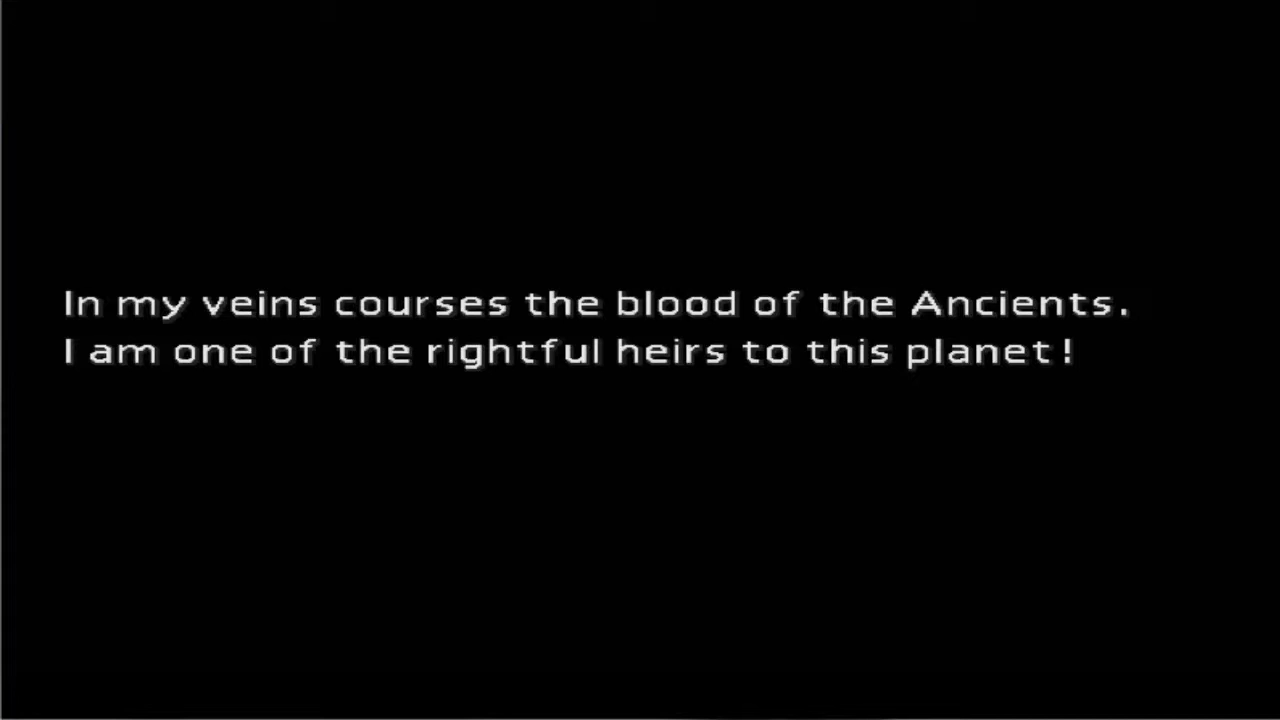 In my veins courses the blood of the Ancients.
I am one of the rightful heirs to this planet!